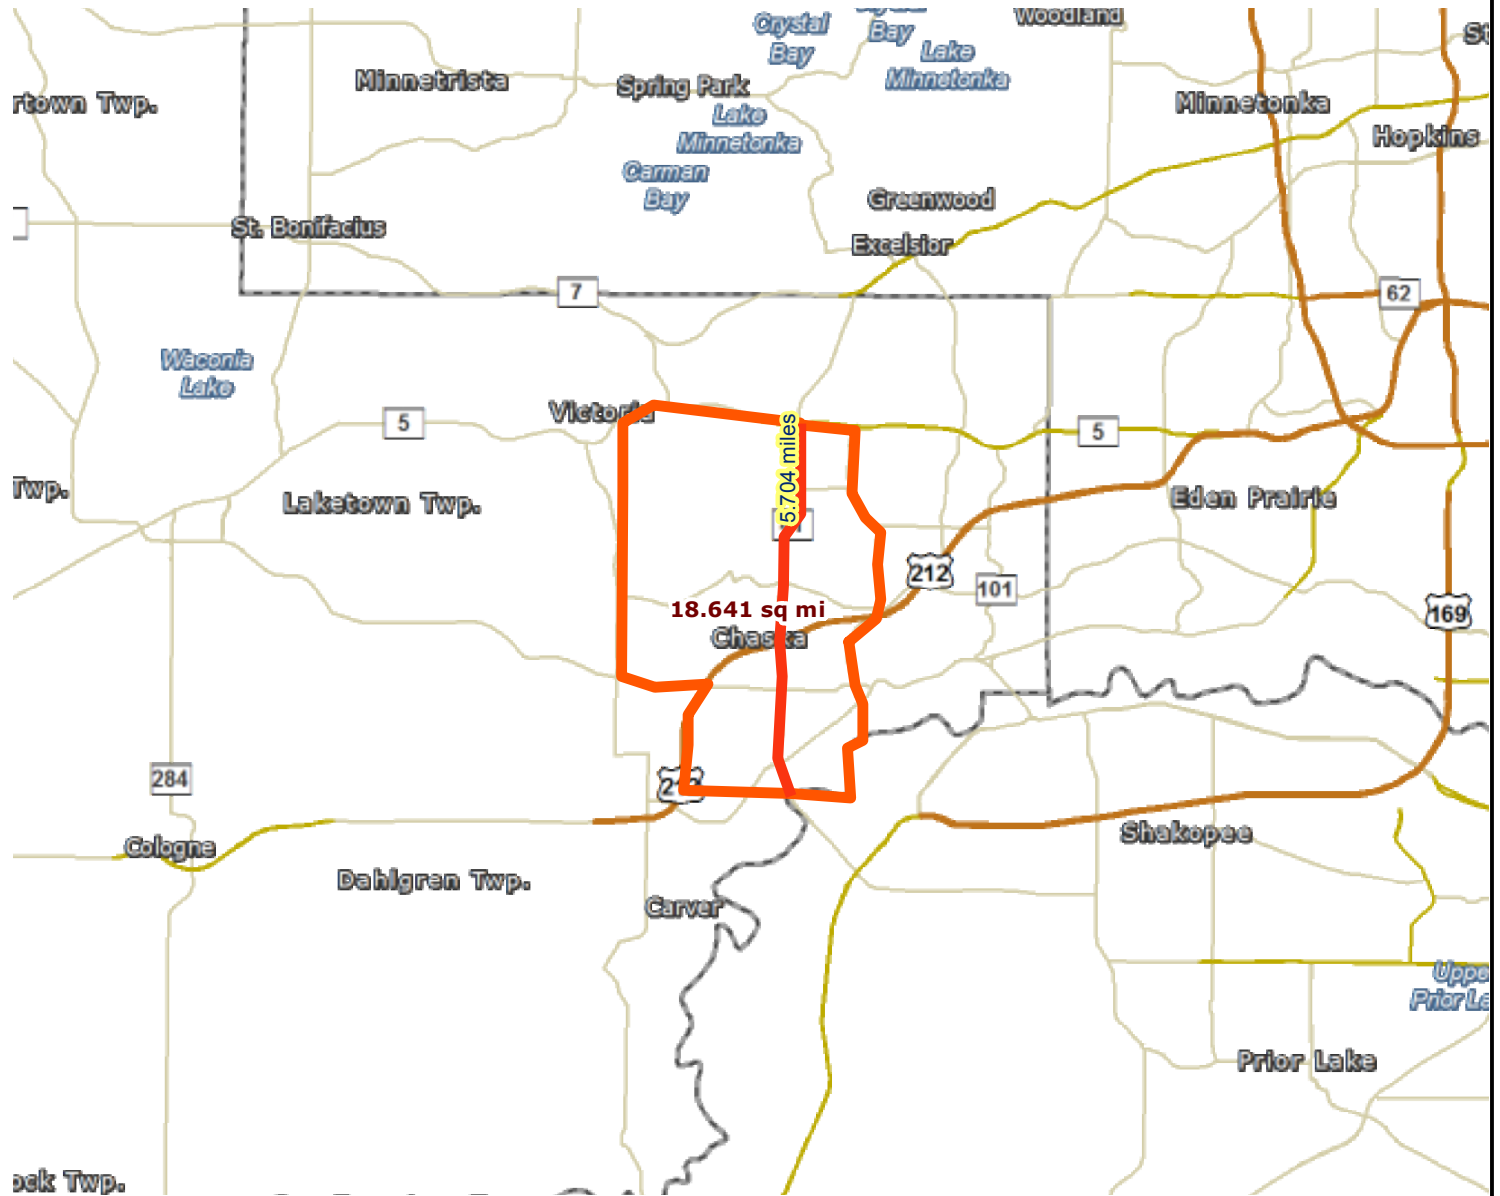 Woodland
Crystal
Bay
Bay
Lake
Minnetonka
Minnetrista
Spring Park
rtown Twp.
Minnetonka
Lake
Minnetonka
Hopkins
Carman
Bay
Greenwood
St. Bonifacius
Excelsior
7
62
Waconia
Lake
Victoria
5
5
5.704 miles
Twp.
Laketown Twp.
Eden Prairie
212
101
18.641 sq mi
169
Chaska
284
Cologne
Shakopee
Dahlgren Twp.
Carver
Uppe
Prior La
Prior Lake
ock Twp.